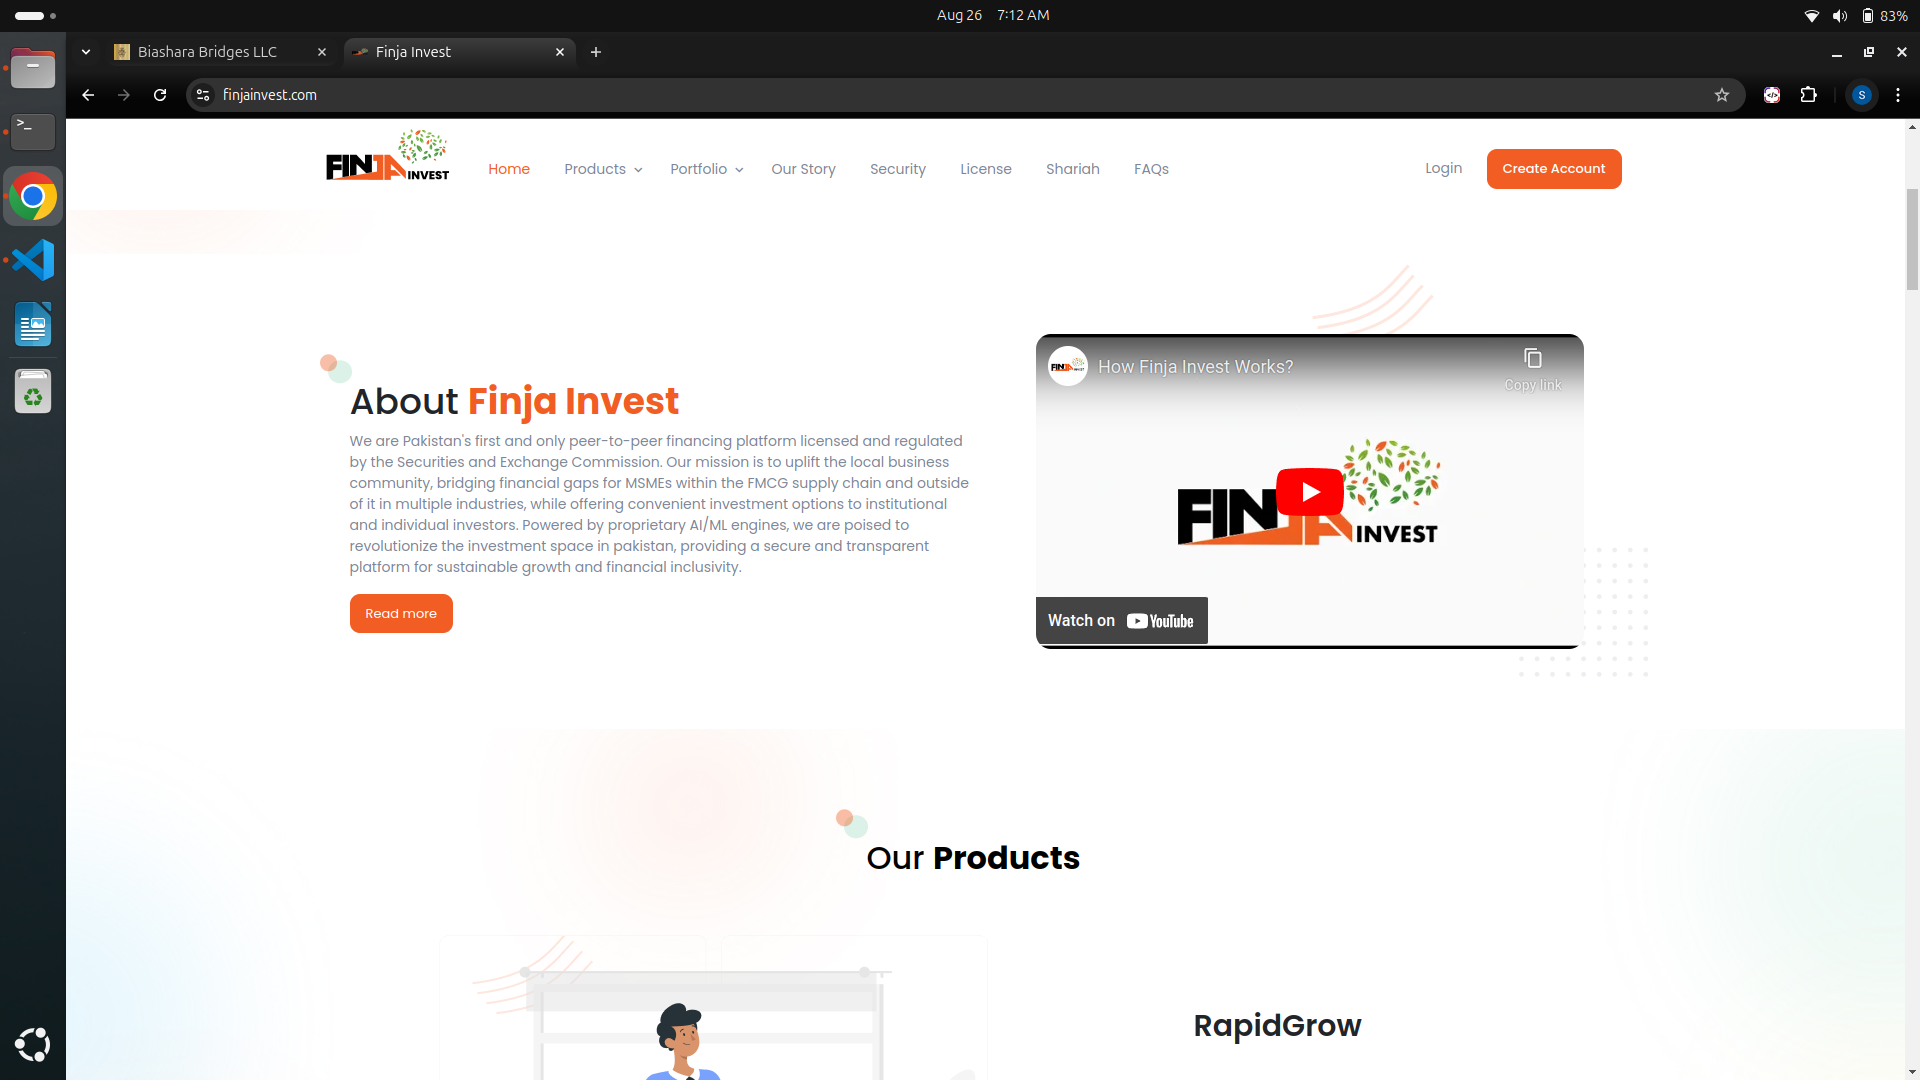 Aug 26 7:12 AM
83%
Biashara Bridges LLC
Finja Invest
finjainvest.com
S
FINJA INVEST
Home
Products
Portfolio
Our Story
Security
License
Shariah
FAQs
Login
Create Account
About Finja Invest
We are Pakistan's first and only peer-to-peer financing platform licensed and regulated
by the Securities and Exchange Commission. Our mission is to uplift the local business
community, bridging financial gaps for MSMEs within the FMCG supply chain and outside
of it in multiple industries, while offering convenient investment options to institutional
and individual investors. Powered by proprietary AI/ML engines, we are poised to
revolutionize the investment space in pakistan, providing a secure and transparent
platform for sustainable growth and financial inclusivity.
Read more
FINJA INVEST
How Finja Invest Works?
Copy link
FINJA INVEST
Watch on YouTube
Our Products
RapidGrow